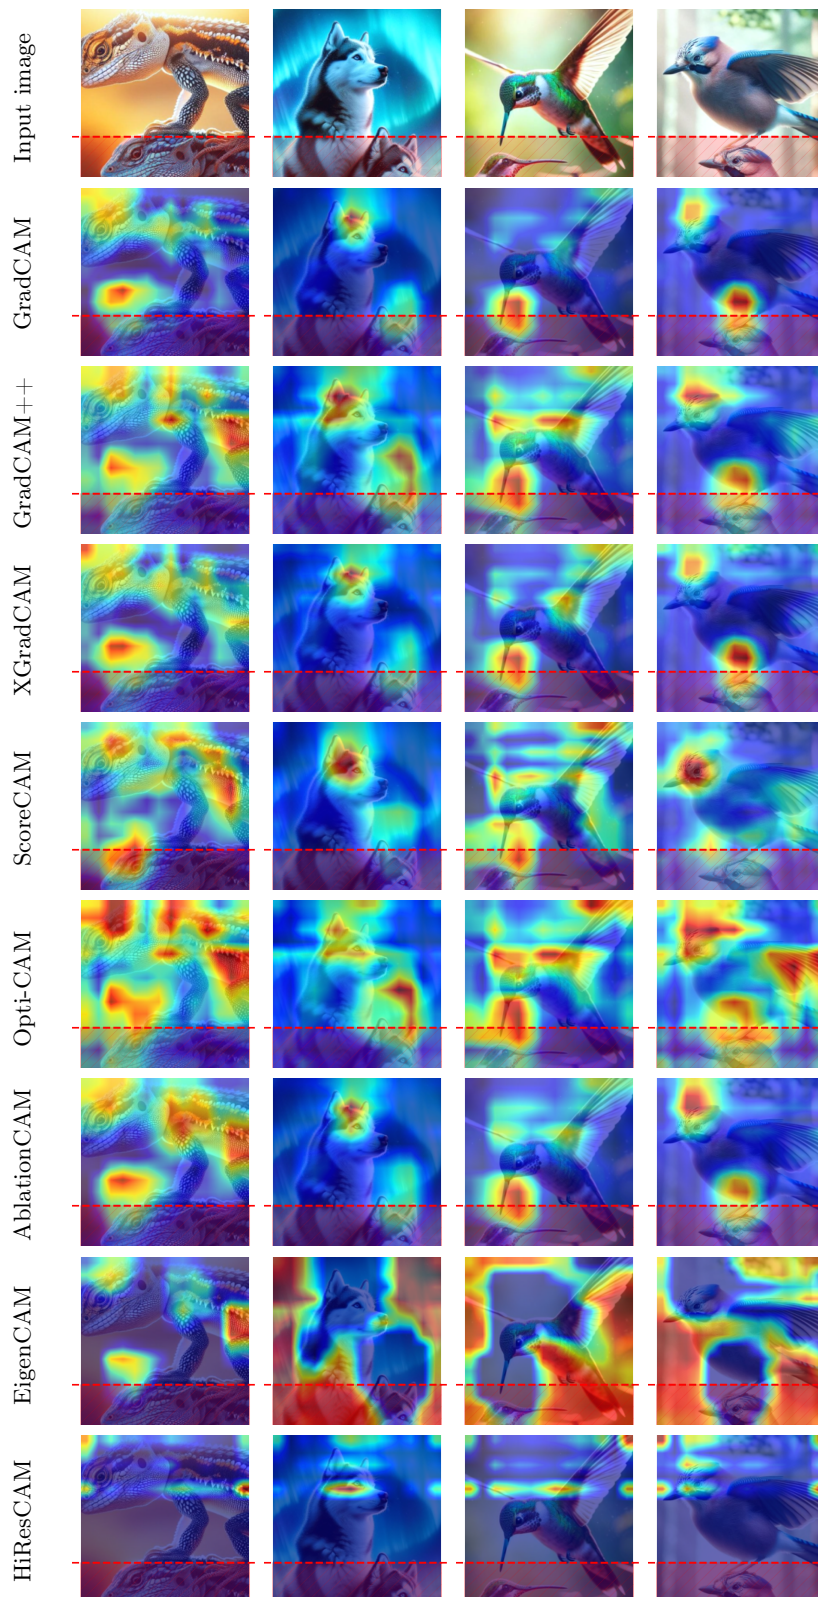 Input image
GradCAM
GradCAM++
XGradCAM
ScoreCAM
Opti-CAM
AblationCAM
EigenCAM
HiResCAM